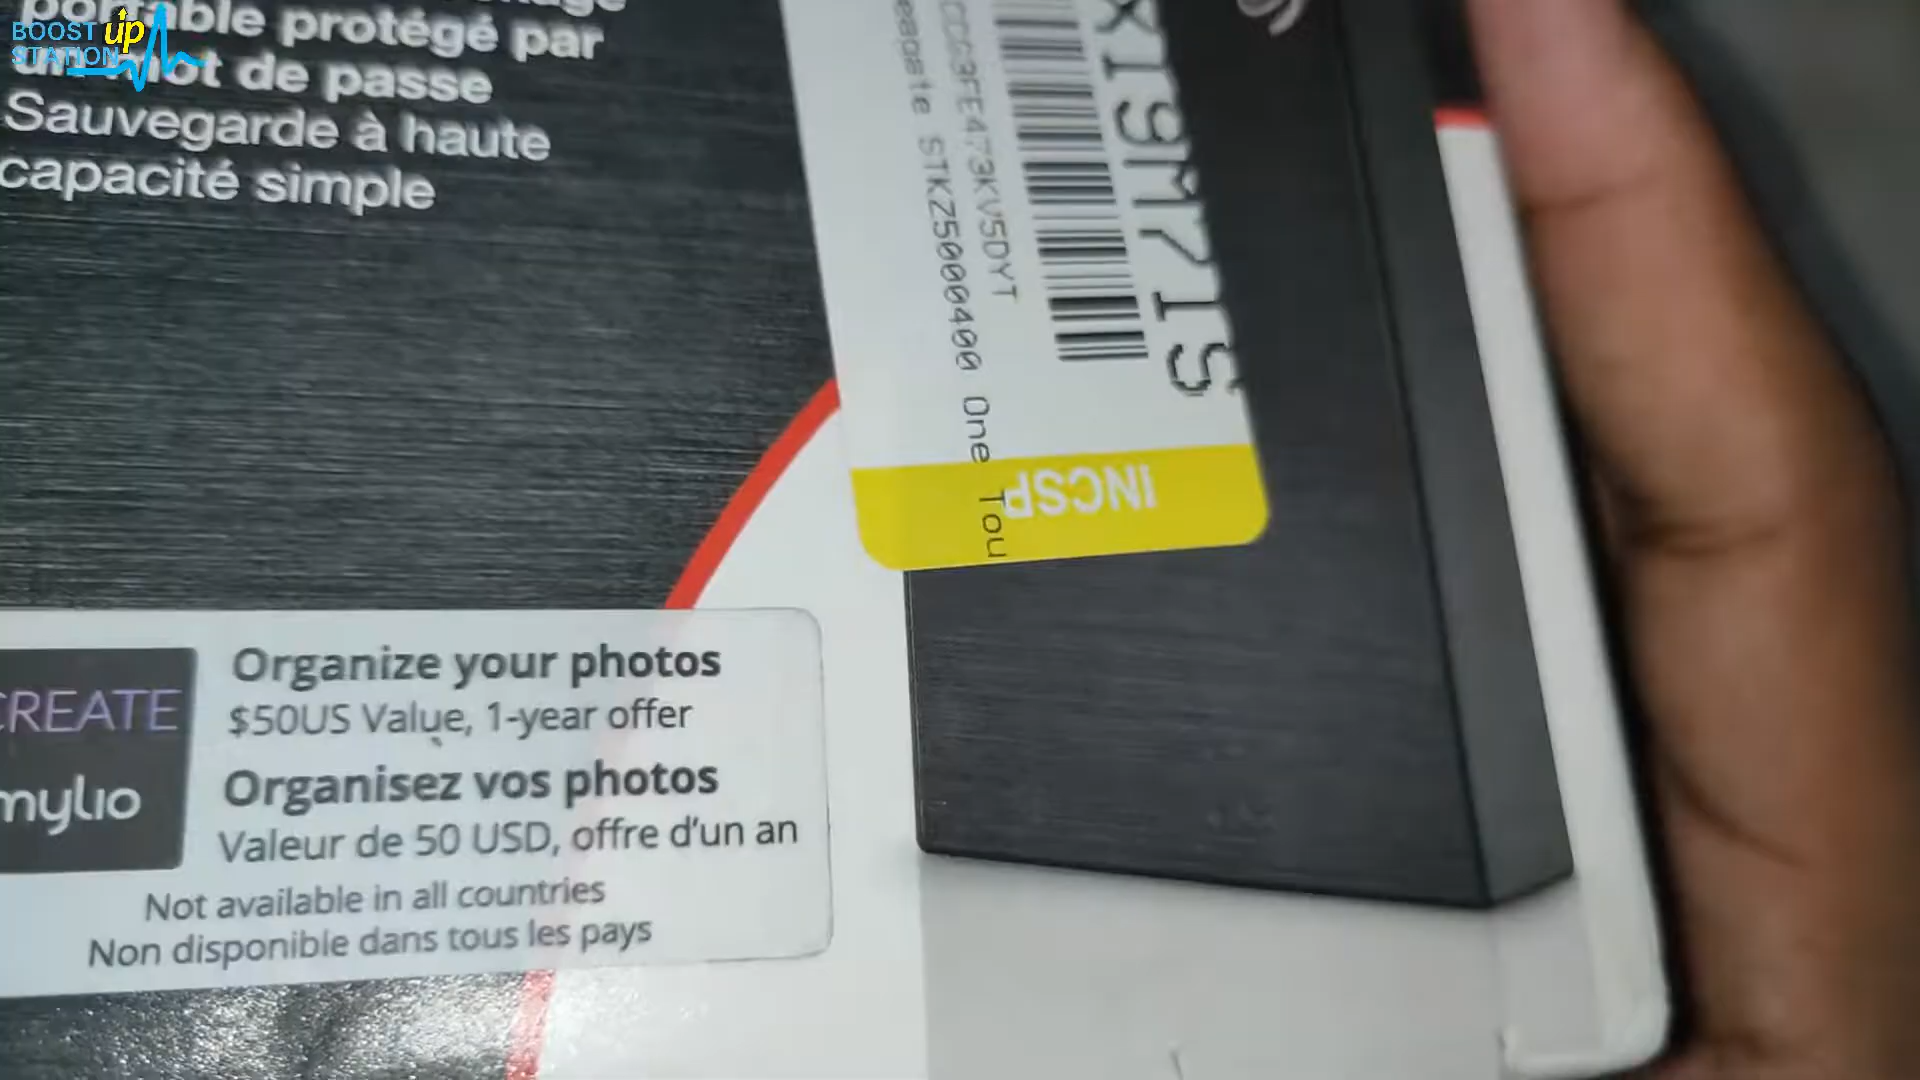 BOOST up
STATION
portable protégé par
un mot de passe
Sauvegarde à haute
capacité simple
STKZ5000400 One Tou
X19M7IS
INCSP
CREATE
mylio
Organize your photos
$50US Value, 1-year offer
Organisez vos photos
Valeur de 50 USD, offre d'un an
Not available in all countries
Non disponible dans tous les pays